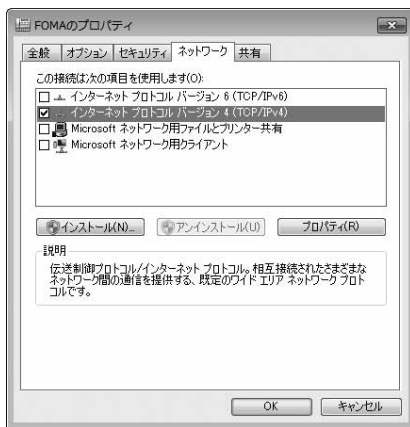 FOMAのプロパティ
全般 オプション セキュリティ ネットワーク 共有
この接続は次の項目を使用します(O):
インターネット プロトコル バージョン 6 (TCP/IPv6)
インターネット プロトコル バージョン 4 (TCP/IPv4)
Microsoft ネットワーク用ファイルとプリンター共有
Microsoft ネットワーク用クライアント
インストール(N)... アンインストール(U) プロパティ(R)
説明
伝送制御プロトコル/インターネット プロトコル。相互接続されたさまざまな
ネットワーク間の通信を提供する、既定のワイド エリア ネットワーク プロト
コルです。
OK キャンセル